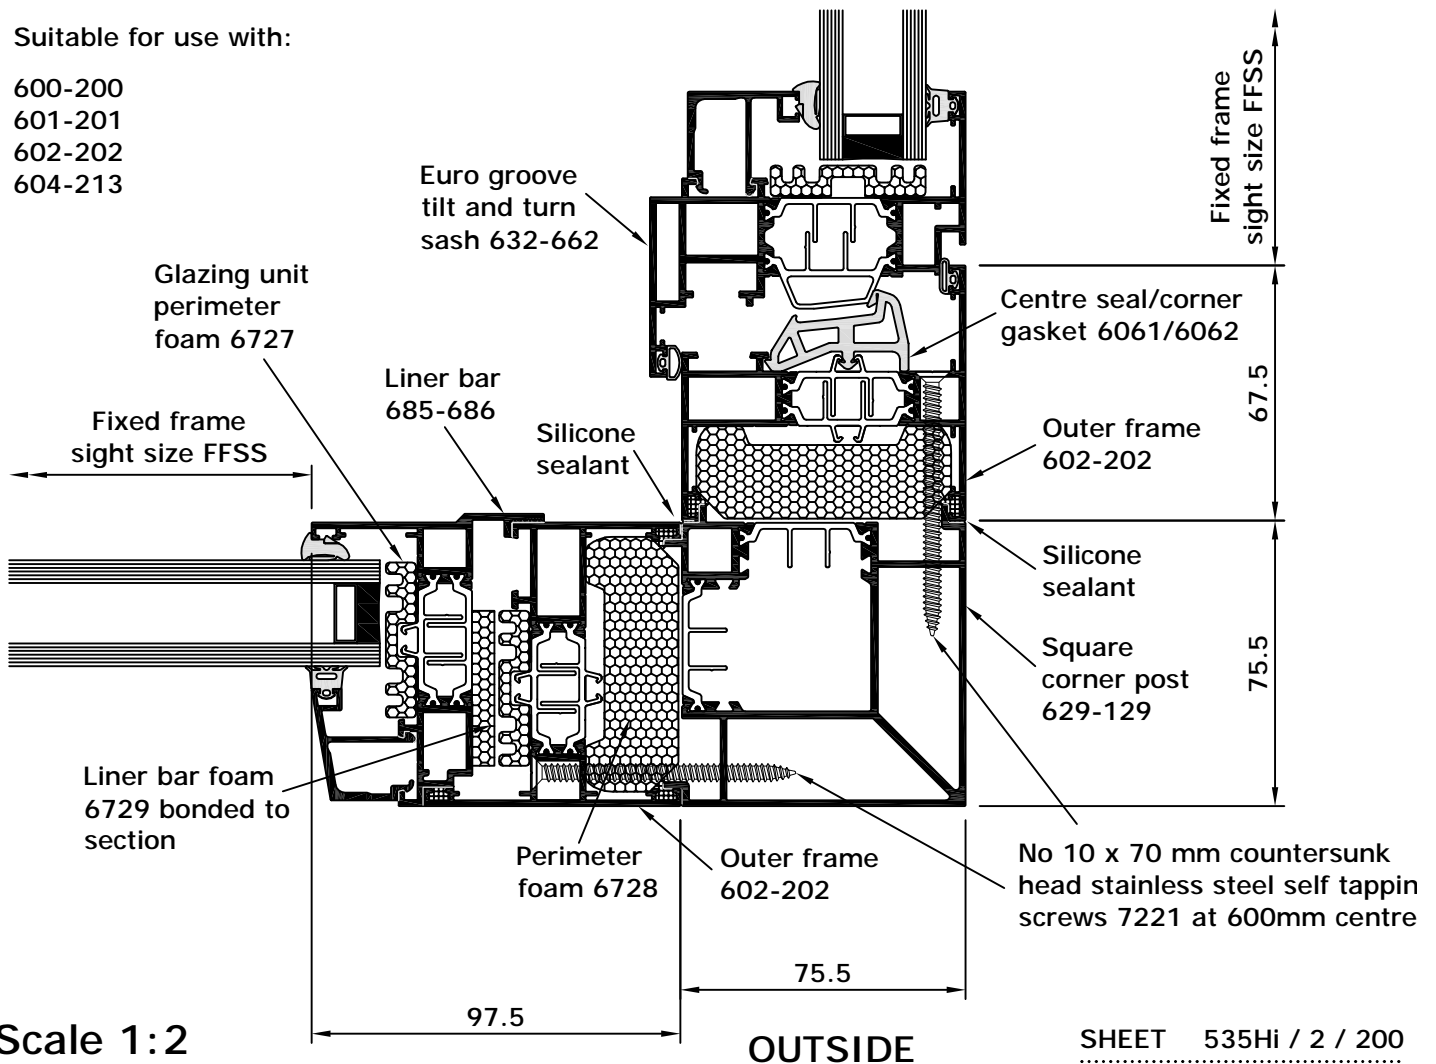 Suitable for use with:
600-200
601-201
602-202
604-213
Euro groove
tilt and turn
sash 632-662
Fixed frame
sight size FFSS
Glazing unit
perimeter
foam 6727
Centre seal/corner
gasket 6061/6062
67.5
Liner bar
685-686
Fixed frame
sight size FFSS
Silicone
sealant
Outer frame
602-202
Silicone
sealant
Square
corner post
629-129
75.5
Liner bar foam
6729 bonded to
section
Perimeter
foam 6728
Outer frame
602-202
No 10 x 70 mm countersunk
head stainless steel self tappin
screws 7221 at 600mm centre
75.5
97.5
Scale 1:2
OUTSIDE
SHEET 535Hi / 2 / 200